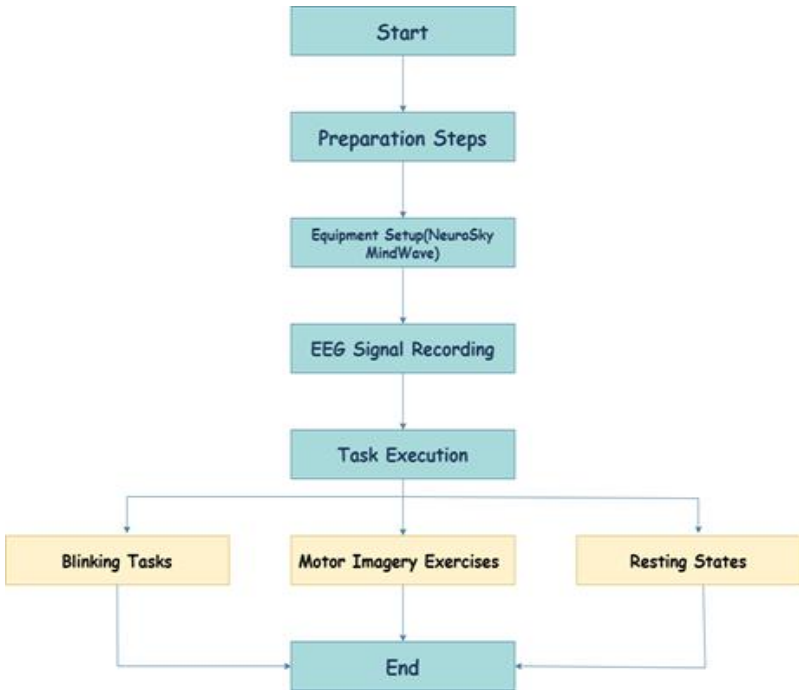 Start
Preparation Steps
Equipment Setup(NeuroSky
MindWave)
EEG Signal Recording
Task Execution
Blinking Tasks
Motor Imagery Exercises
Resting States
End